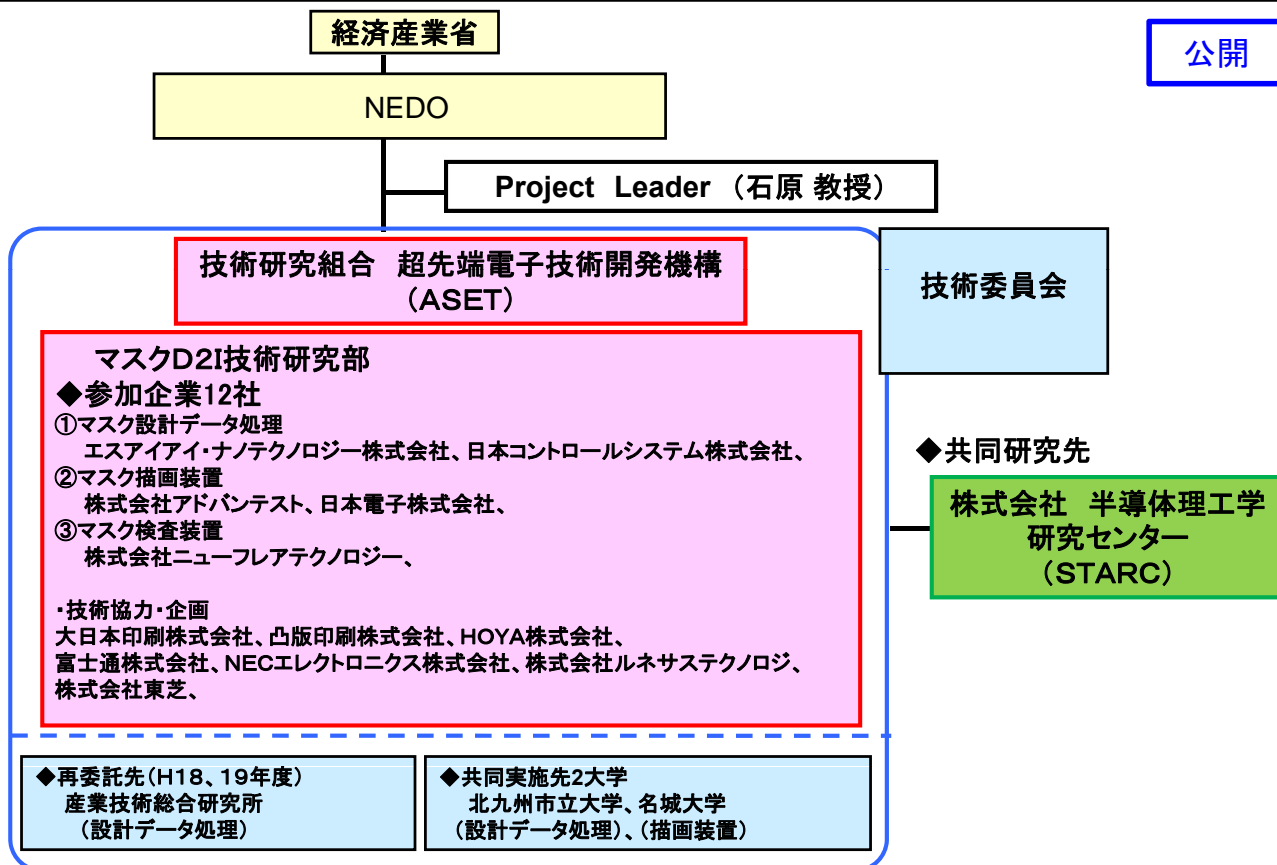 経済産業省
公開
NEDO
Project Leader （石原 教授）
技術研究組合　超先端電子技術開発機構
（ASET）
技術委員会
マスクD2I技術研究部
◆参加企業12社
①マスク設計データ処理
エスアイアイ・ナノテクノロジー株式会社、日本コントロールシステム株式会社、
②マスク描画装置
株式会社アドバンテスト、日本電子株式会社、
③マスク検査装置
株式会社ニューフレアテクノロジー、
・技術協力・企画
大日本印刷株式会社、凸版印刷株式会社、HOYA株式会社、
富士通株式会社、NECエレクトロニクス株式会社、株式会社ルネサステクノロジ、
株式会社東芝、
◆共同研究先
株式会社　半導体理工学
研究センター
（STARC）
◆再委託先（H18、19年度）
産業技術総合研究所
（設計データ処理）
◆共同実施先2大学
北九州市立大学、名城大学
（設計データ処理）、（描画装置）